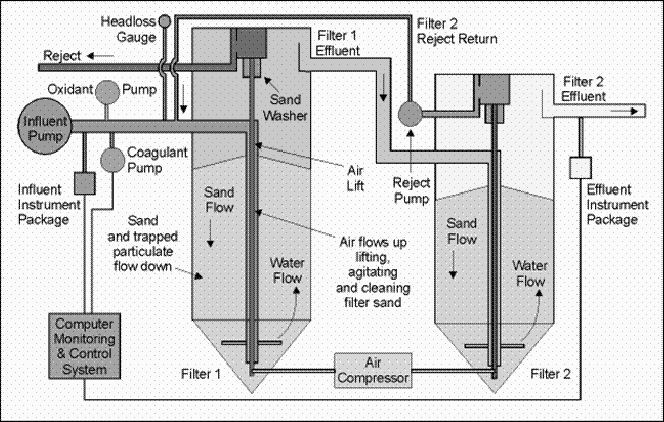 Headloss
Gauge
Filter 1
Effluent
Filter 2
Reject Return
Reject
Oxidant
Pump
Sand
Washer
Filter 2
Effluent
Influent
Pump
Coagulant
Pump
Air
Lift
Reject
Pump
Influent
Instrument
Package
Sand
Flow
Effluent
Instrument
Package
Sand
and trapped
particulate
flow down
Air flows up
lifting,
agitating
and cleaning
filter sand
Water
Flow
Sand
Flow
Water
Flow
Computer
Monitoring
& Control
System
Filter 1
Air
Compressor
Filter 2